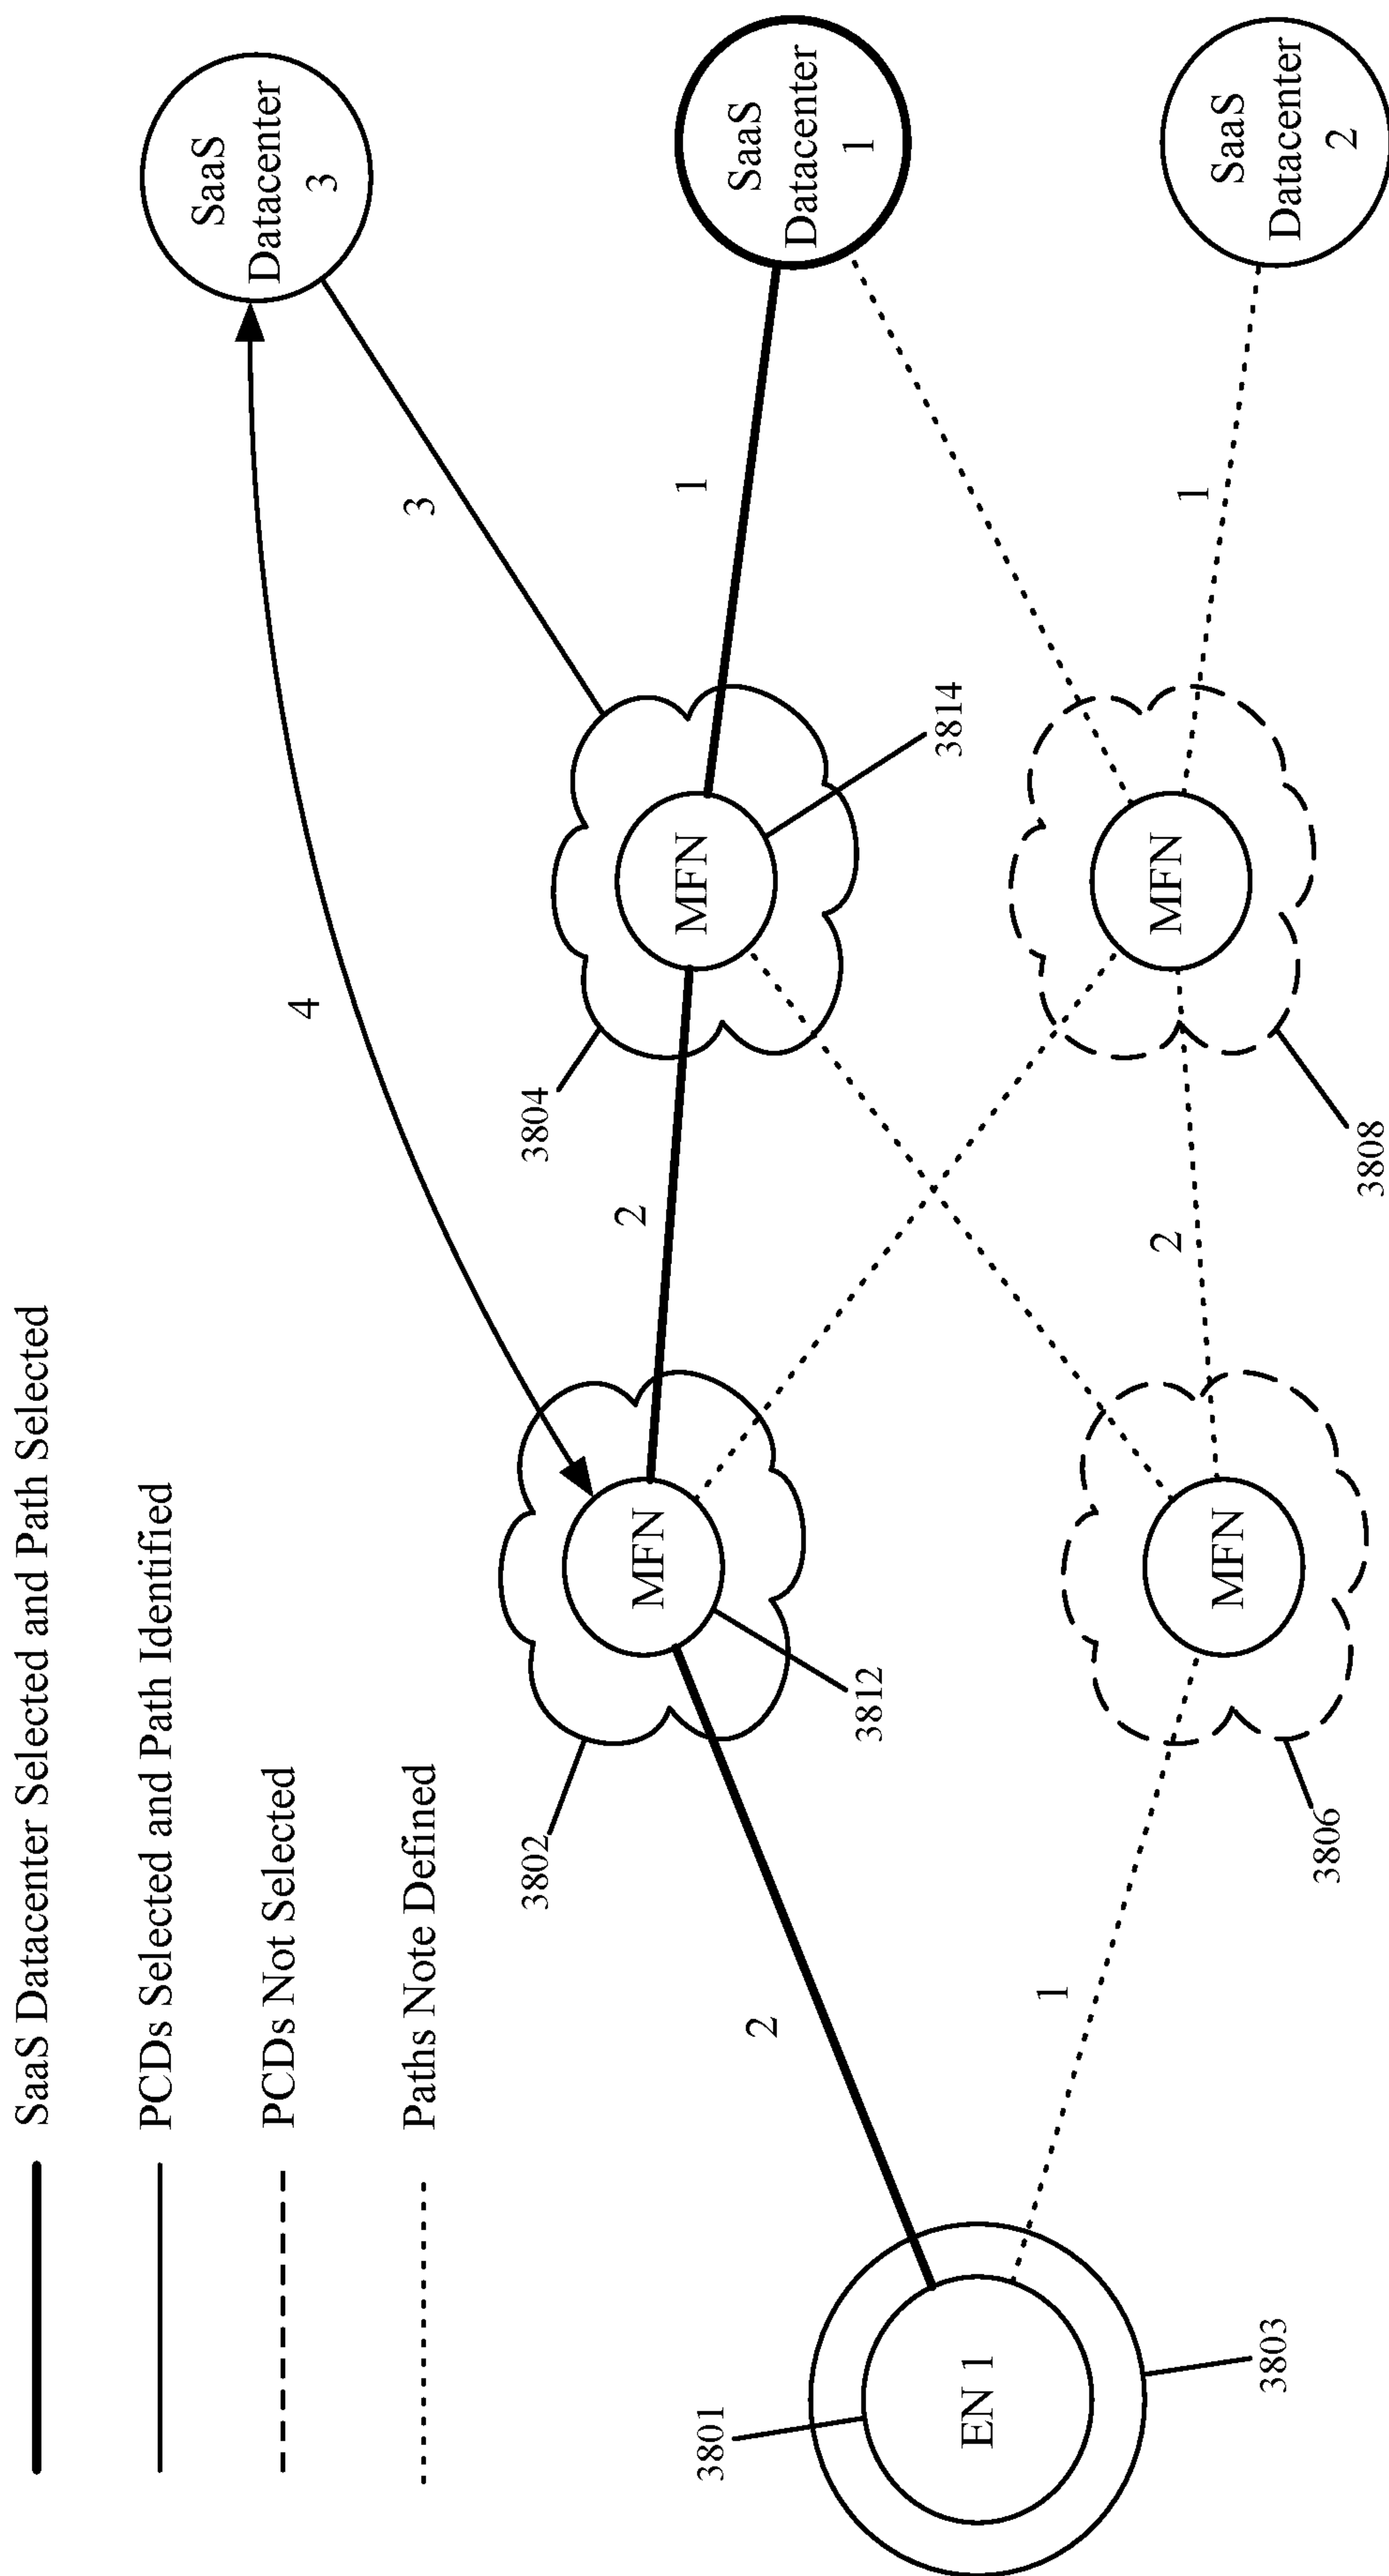 SaaS Datacenter Selected and Path Selected
PCDs Selected and Path Identified
PCDs Not Selected
Paths Note Defined
SaaS
Datacenter
3
4
3
3804
MFN
3814
1
SaaS
Datacenter
1
2
3802
MFN
3812
2
3801
EN 1
3803
1
3806
MFN
2
3808
MFN
1
SaaS
Datacenter
2